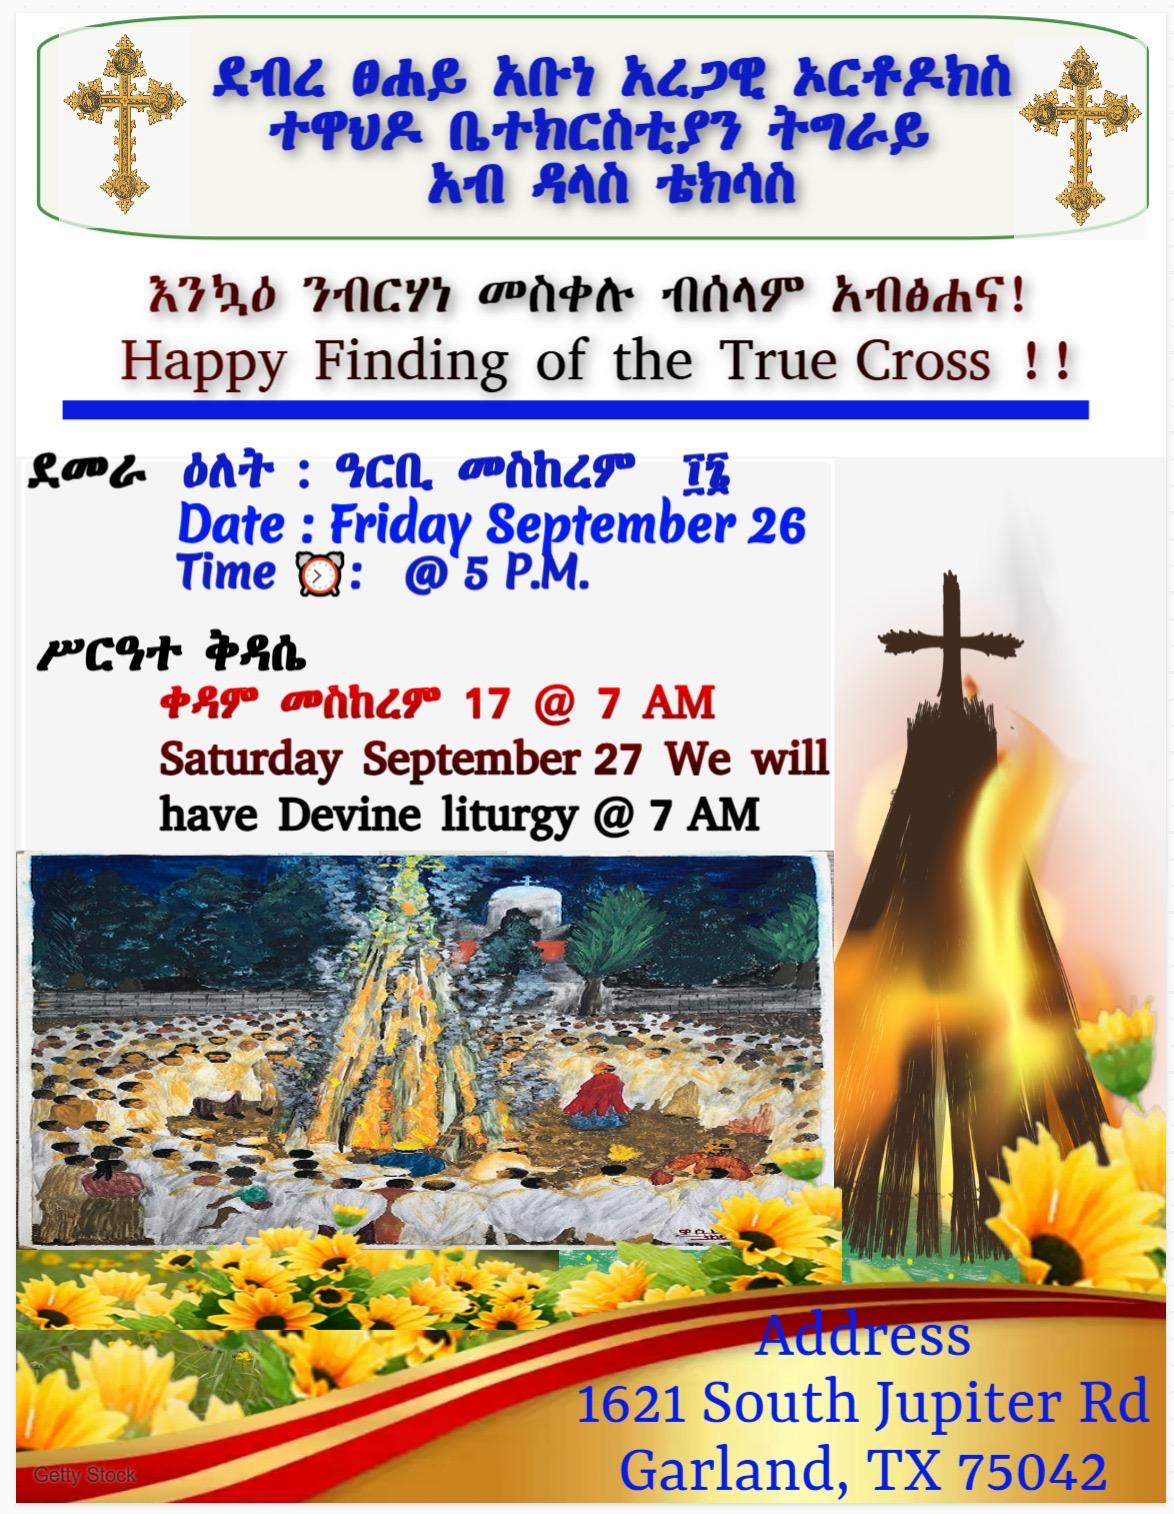 ደብረ ፀሐይ አቡነ አረጋዊ ኦርቶዶክስ
ተዋህዶ ቤተክርስቲያን ትግራይ
አብ ዳላስ ቴክሳስ
እንኳዕ ንብርሃነ መስቀሉ ብሰላም አብፅሐና!
Happy Finding of the True Cross !!
ደመራ ዕለት : ዓርቢ መስከረም ፲፮
Date : Friday September 26
Time ⏰: @ 5 P.M.
ሥርዓተ ቅዳሴ
ቀዳም መስከረም 17 @ 7 AM
Saturday September 27 We will
have Devine liturgy @ 7 AM
Address
1621 South Jupiter Rd
Garland, TX 75042
Getty Stock